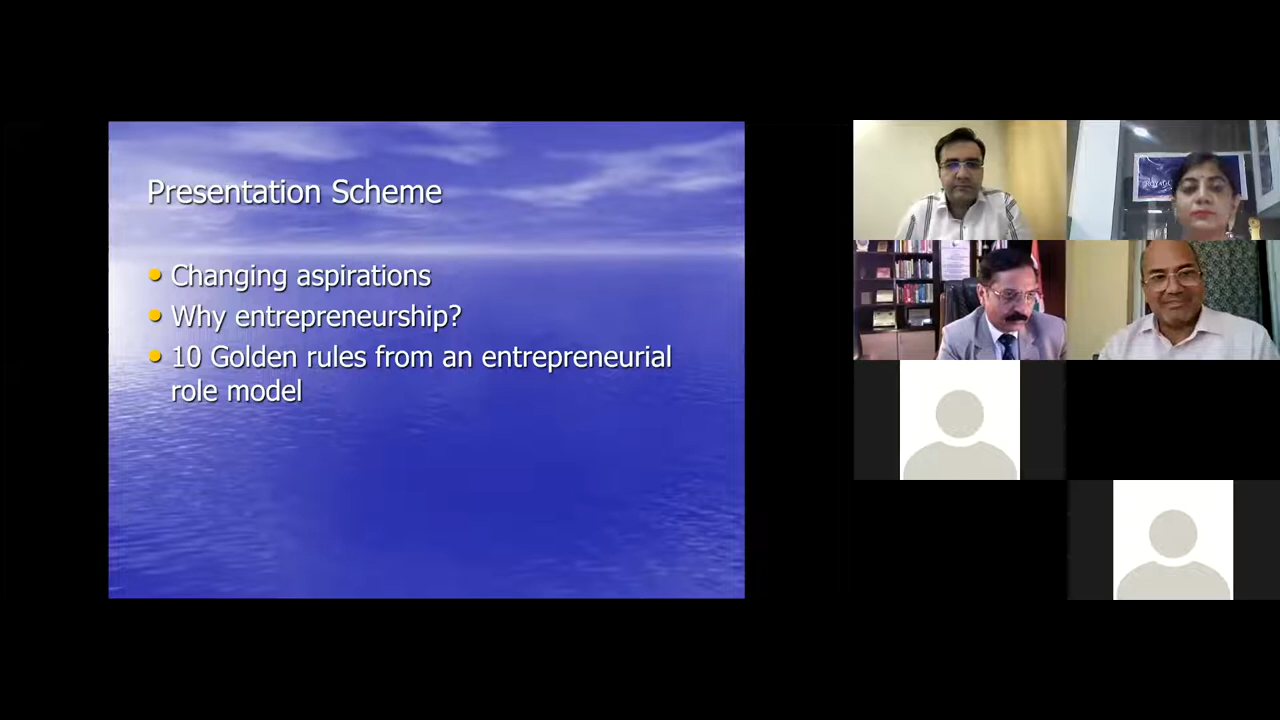 Presentation Scheme
Changing aspirations
Why entrepreneurship?
10 Golden rules from an entrepreneurial
role model